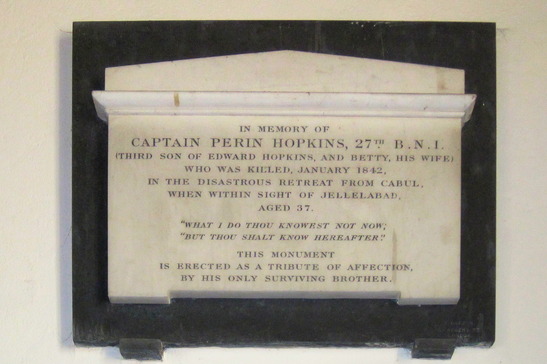 IN MEMORY OF
CAPTAIN PERIN HOPKINS, 27TH B.N.I.
(THIRD SON OF EDWARD HOPKINS, AND BETTY, HIS WIFE)
WHO WAS KILLED, JANUARY 1842,
IN THE DISASTROUS RETREAT FROM CABUL,
WHEN WITHIN SIGHT OF JELLELABAD,
AGED 37.
"WHAT I DO THOU KNOWEST NOT NOW,
"BUT THOU SHALT KNOW HEREAFTER."
THIS MONUMENT
IS ERECTED AS A TRIBUTE OF AFFECTION,
BY HIS ONLY SURVIVING BROTHER.